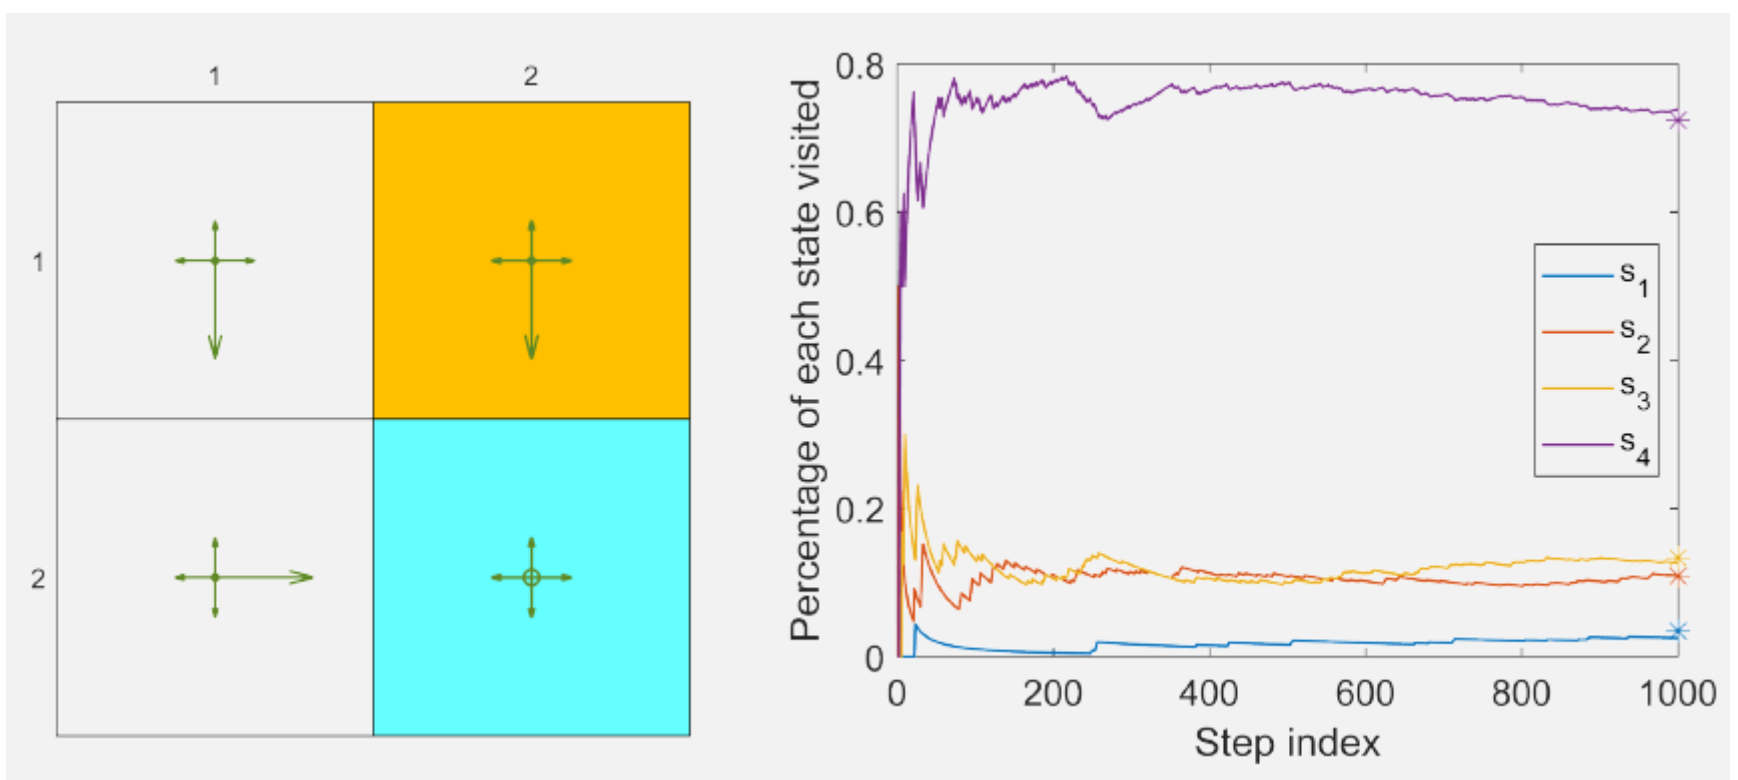 1 2
1
2
Percentage of each state visited
0.8
0.6
0.4
0.2
0
0 200 400 600 800 1000
Step index
s1
s2
s3
s4